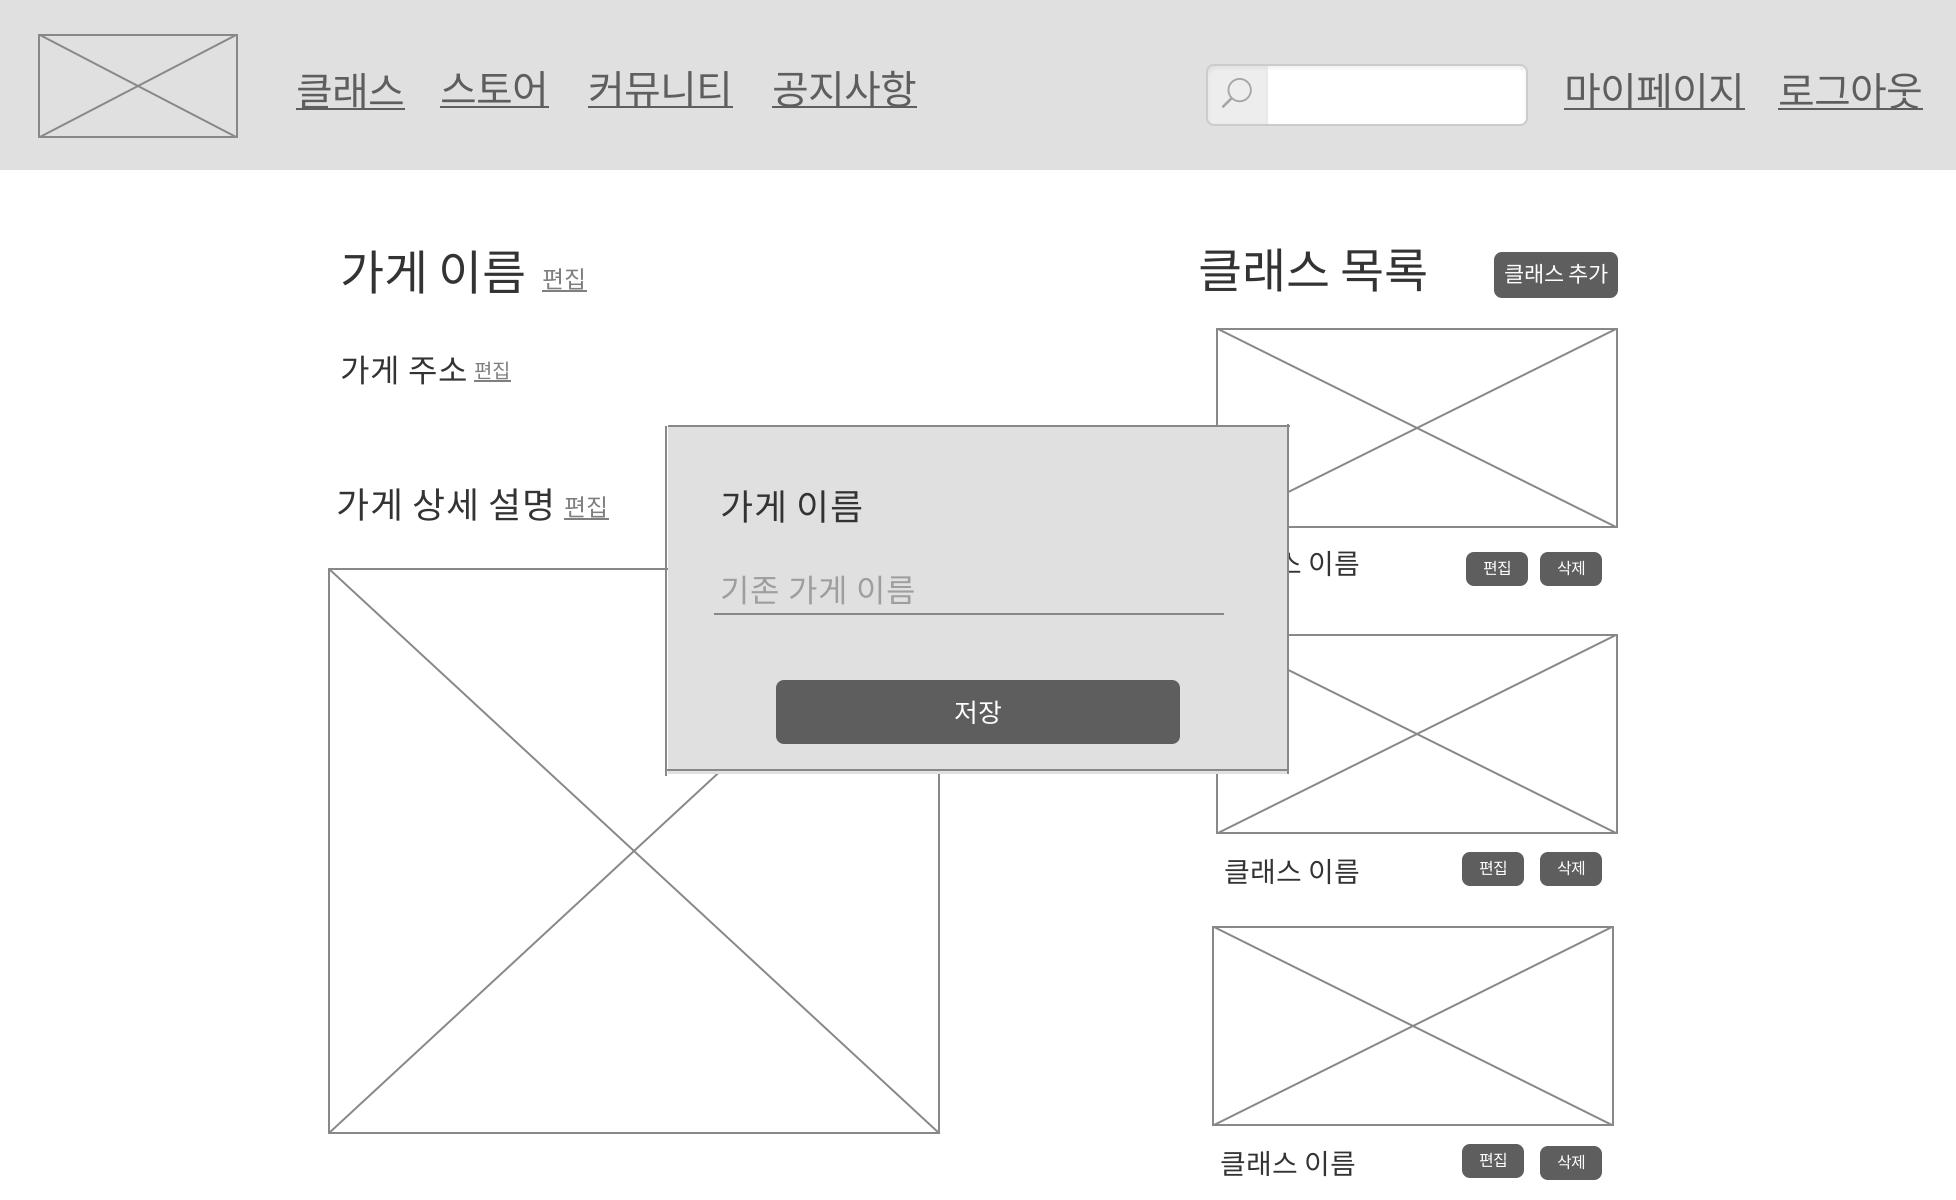 클래스 스토어 커뮤니티 공지사항 마이페이지 로그아웃
가게 이름 편집
클래스 목록 클래스 추가
가게 주소 편집
가게 상세 설명 편집
가게 이름
기존 가게 이름
저장
스 이름 편집 삭제
클래스 이름 편집 삭제
클래스 이름 편집 삭제